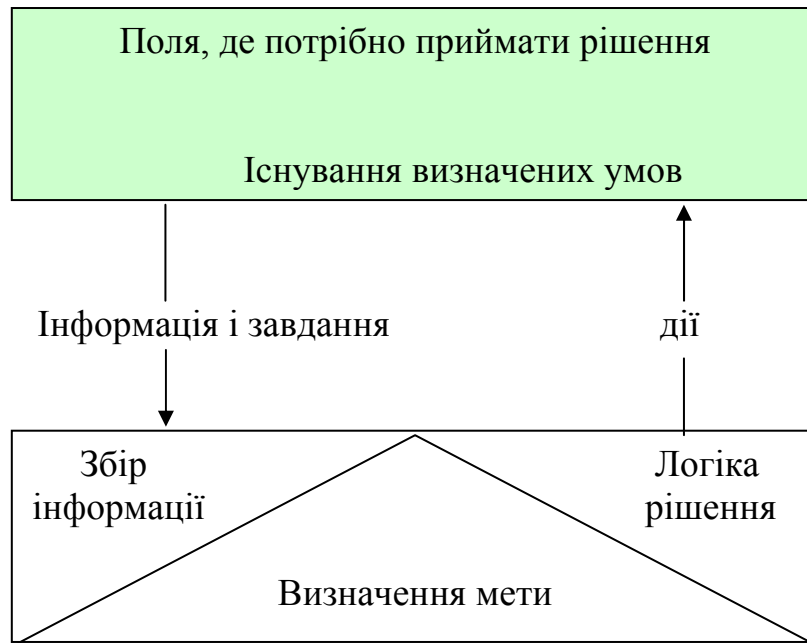 Поля, де потрібно приймати рішення
Існування визначених умов
Інформація і завдання
дії
Збір
інформації
Логіка
рішення
Визначення мети